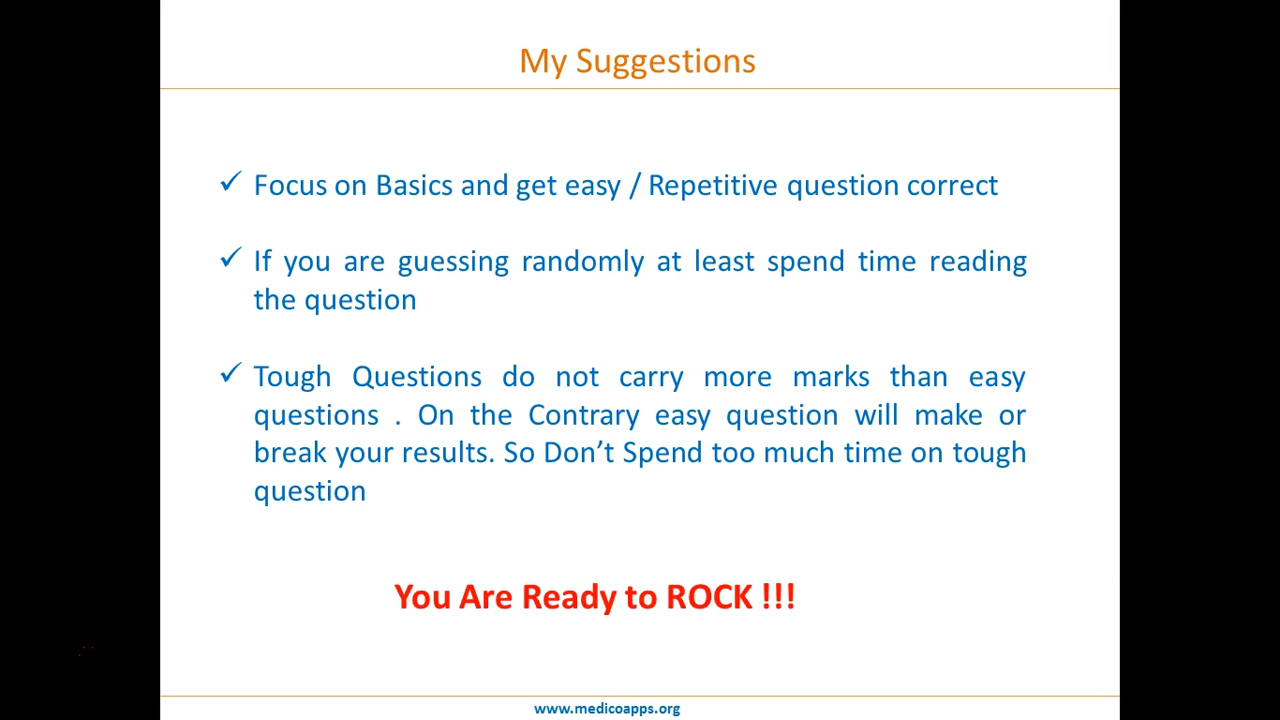 My Suggestions
✓ Focus on Basics and get easy / Repetitive question correct
✓ If you are guessing randomly at least spend time reading
the question
✓ Tough Questions do not carry more marks than easy
questions . On the Contrary easy question will make or
break your results. So Don’t Spend too much time on tough
question
You Are Ready to ROCK !!!
www.medicoapps.org